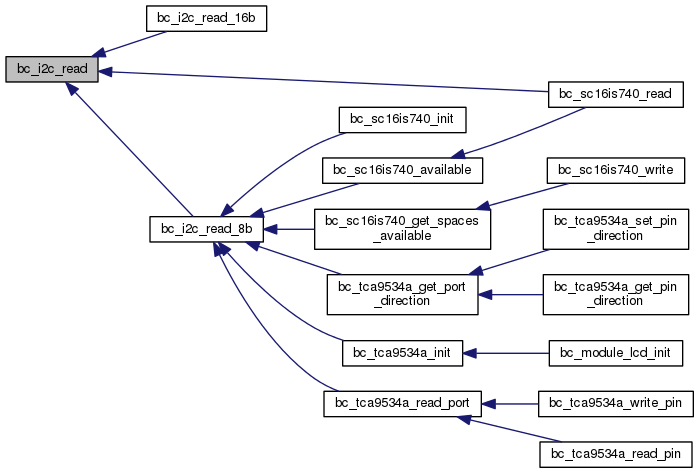 bc_i2c_read_16b
bc_i2c_read
bc_sc16is740_read
bc_sc16is740_init
bc_sc16is740_available
bc_sc16is740_write
bc_i2c_read_8b
bc_sc16is740_get_spaces
_available
bc_tca9534a_set_pin
_direction
bc_tca9534a_get_port
_direction
bc_tca9534a_get_pin
_direction
bc_tca9534a_init
bc_module_lcd_init
bc_tca9534a_read_port
bc_tca9534a_write_pin
bc_tca9534a_read_pin